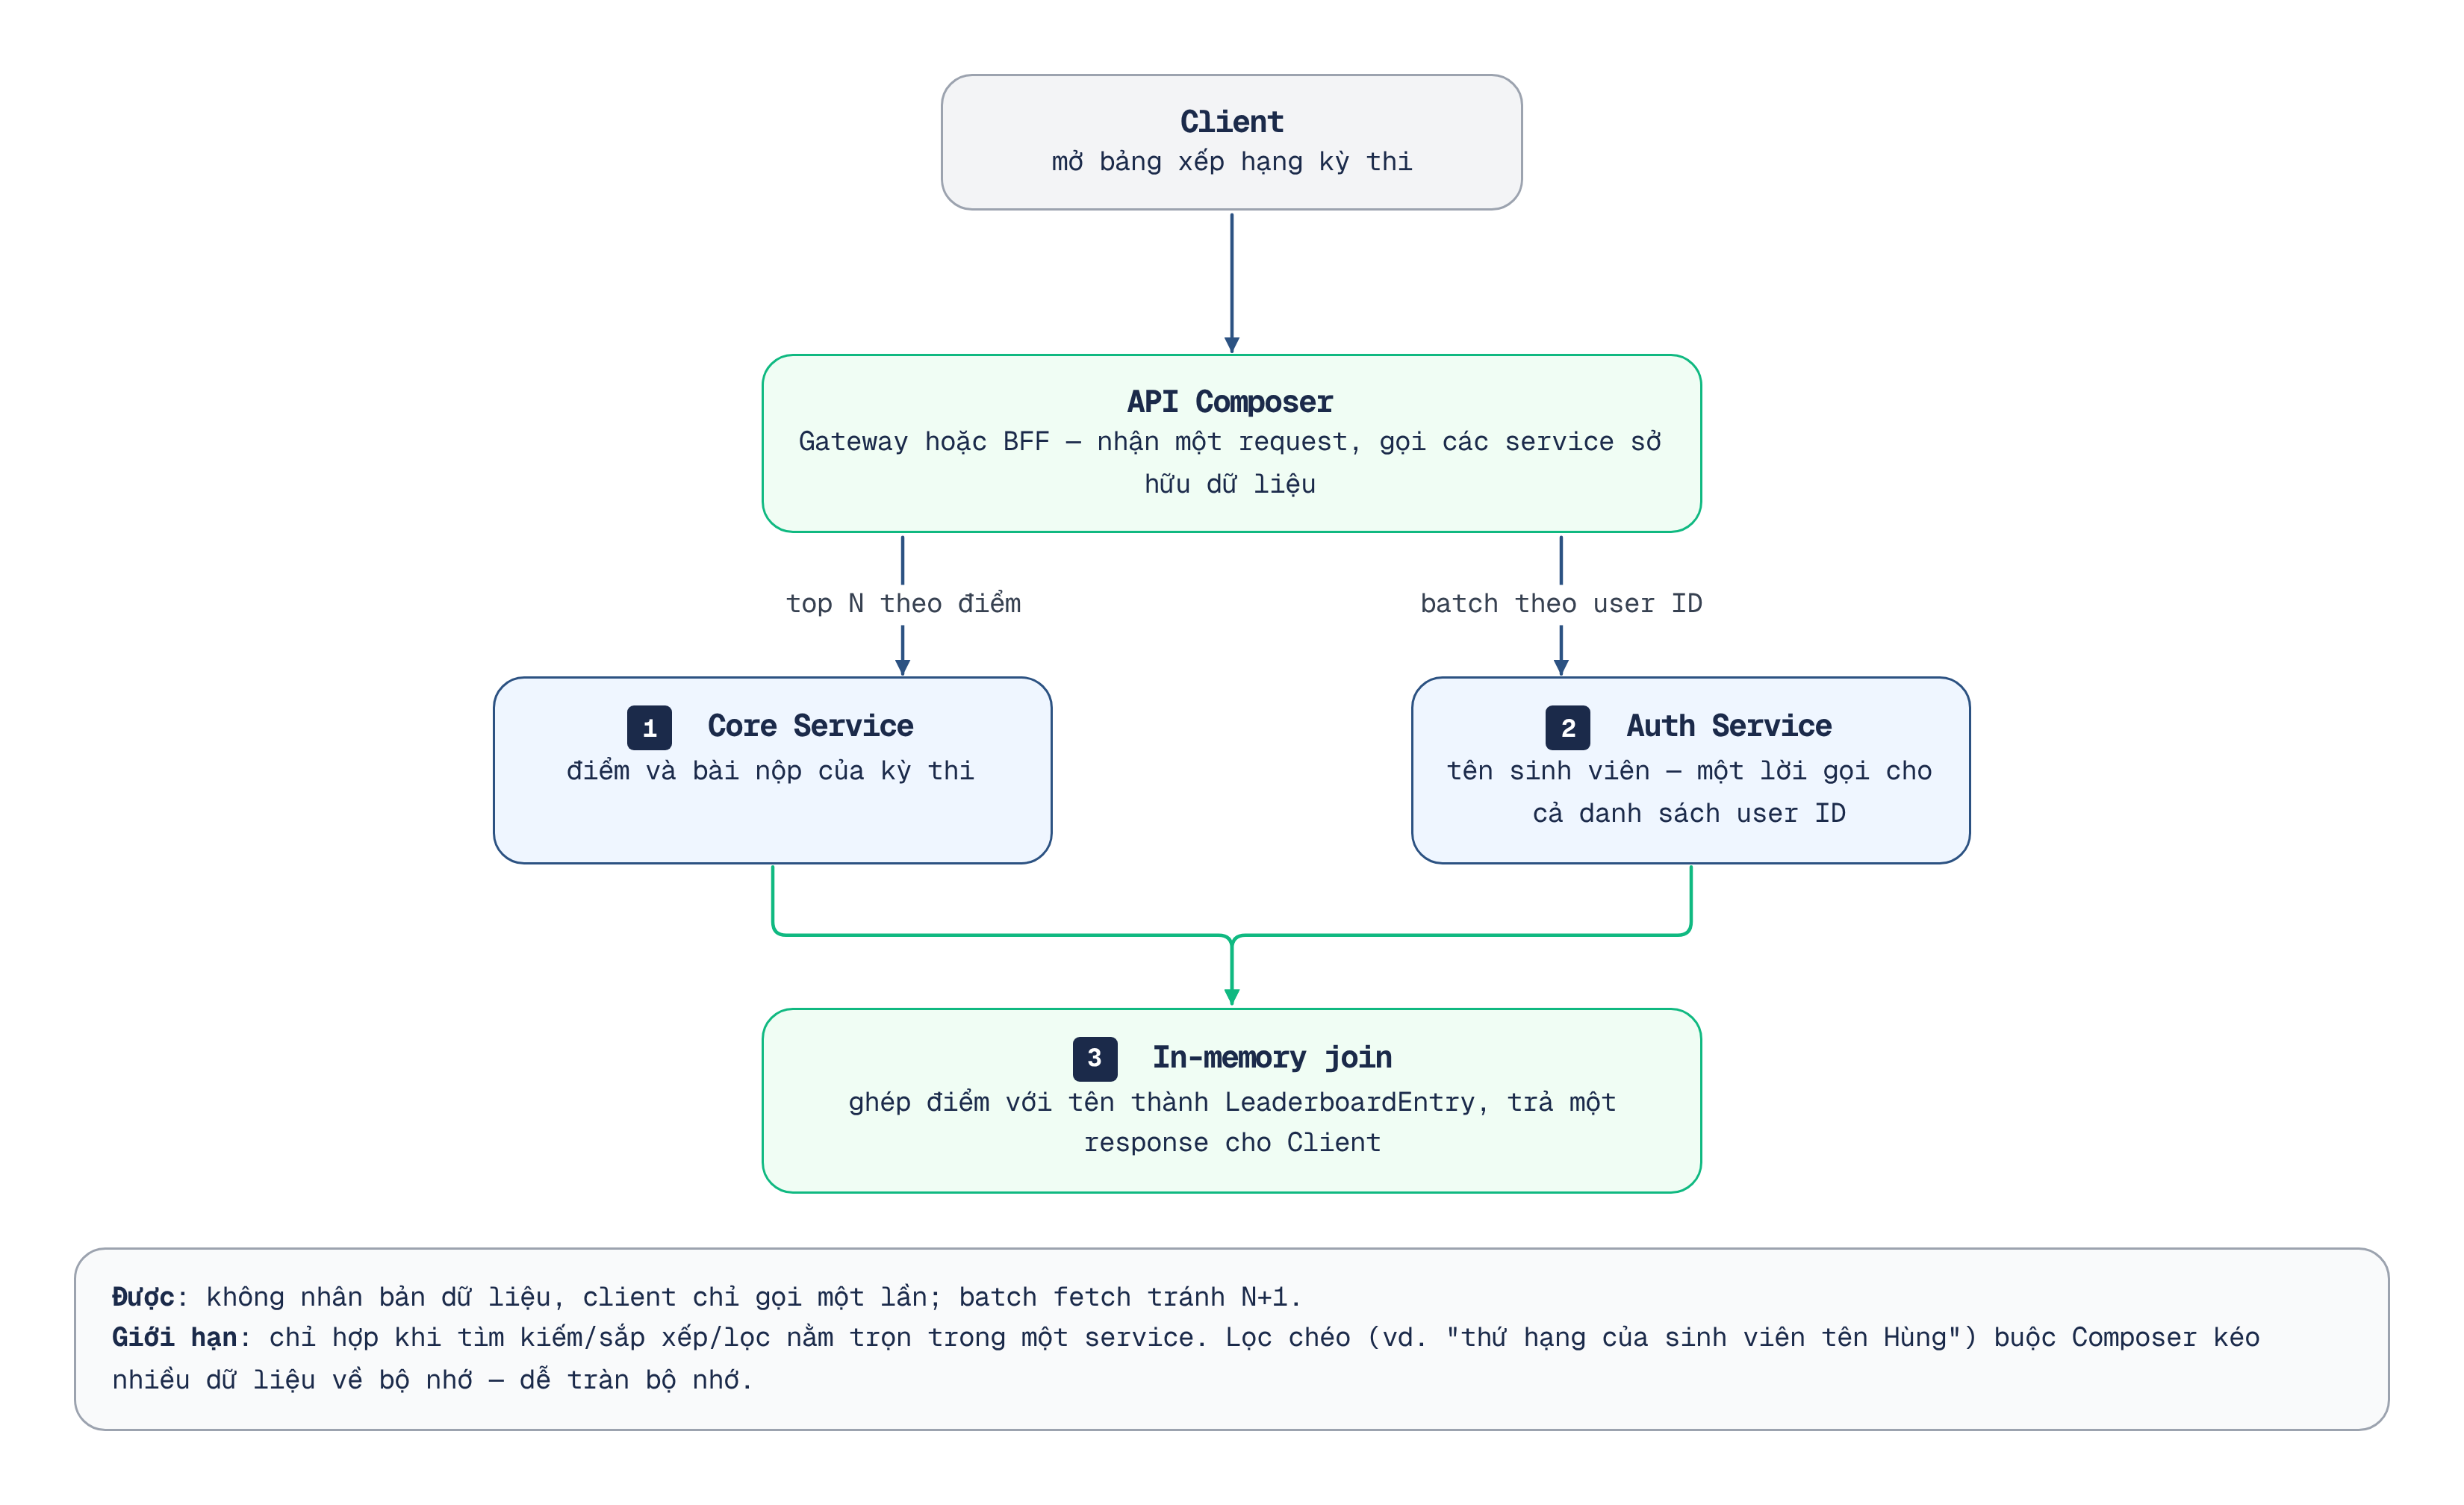 Client
mở bảng xếp hạng kỳ thi
API Composer
Gateway hoặc BFF — nhận một request, gọi các service sở
hữu dữ liệu
top N theo điểm
batch theo user ID
1 Core Service
điểm và bài nộp của kỳ thi
2 Auth Service
tên sinh viên — một lời gọi cho
cả danh sách user ID
3 In-memory join
ghép điểm với tên thành LeaderboardEntry, trả một
response cho Client
Được: không nhân bản dữ liệu, client chỉ gọi một lần; batch fetch tránh N+1.
Giới hạn: chỉ hợp khi tìm kiếm/sắp xếp/lọc nằm trọn trong một service. Lọc chéo (vd. "thứ hạng của sinh viên tên Hùng") buộc Composer kéo
nhiều dữ liệu về bộ nhớ — dễ tràn bộ nhớ.